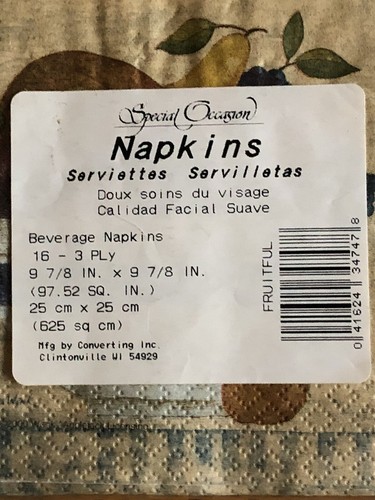 Special Occasion
Napkins
Serviettes Servilletas
Doux soins du visage
Calidad Facial Suave
Beverage Napkins
16 - 3 PLy
9 7/8 IN. x 9 7/8 IN.
(97.52 SQ. IN.)
25 cm x 25 cm
(625 sq cm)
Mfg by Converting Inc.
Clintonville WI 54929
FRUITFUL
0 41624 34747 8